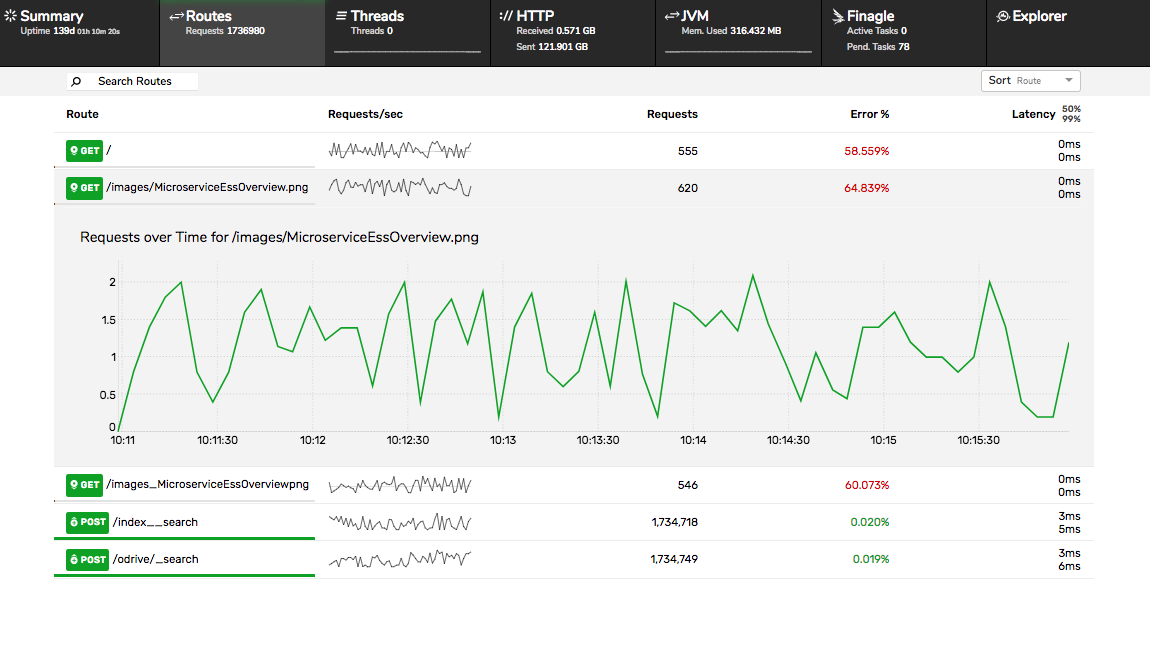 Summary
Uptime 139d 01h 10m 20s
Routes
Requests 1736980
Threads
Threads 0
:// HTTP
Received 0.571 GB
Sent 121.901 GB
JVM
Mem. Used 316.432 MB
Finagle
Active Tasks 0
Pend. Tasks 78
Explorer
Search Routes
Sort Route
Route Requests/sec Requests Error % Latency 50% 99%
GET / 555 58.559% 0ms 0ms
GET /images/MicroserviceEssOverview.png 620 64.839% 0ms 0ms
Requests over Time for /images/MicroserviceEssOverview.png
2
1.5
1
0.5
0
10:11 10:11:30 10:12 10:12:30 10:13 10:13:30 10:14 10:14:30 10:15 10:15:30
GET /images_MicroserviceEssOverviewpng 546 60.073% 0ms 0ms
POST /index__search 1,734,718 0.020% 3ms 5ms
POST /odrive/_search 1,734,749 0.019% 3ms 6ms